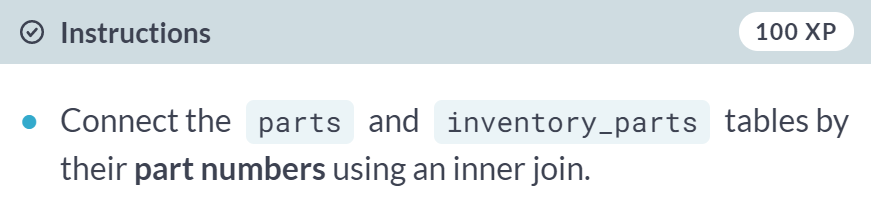 Instructions
100 XP
Connect the parts and inventory_parts tables by
their part numbers using an inner join.